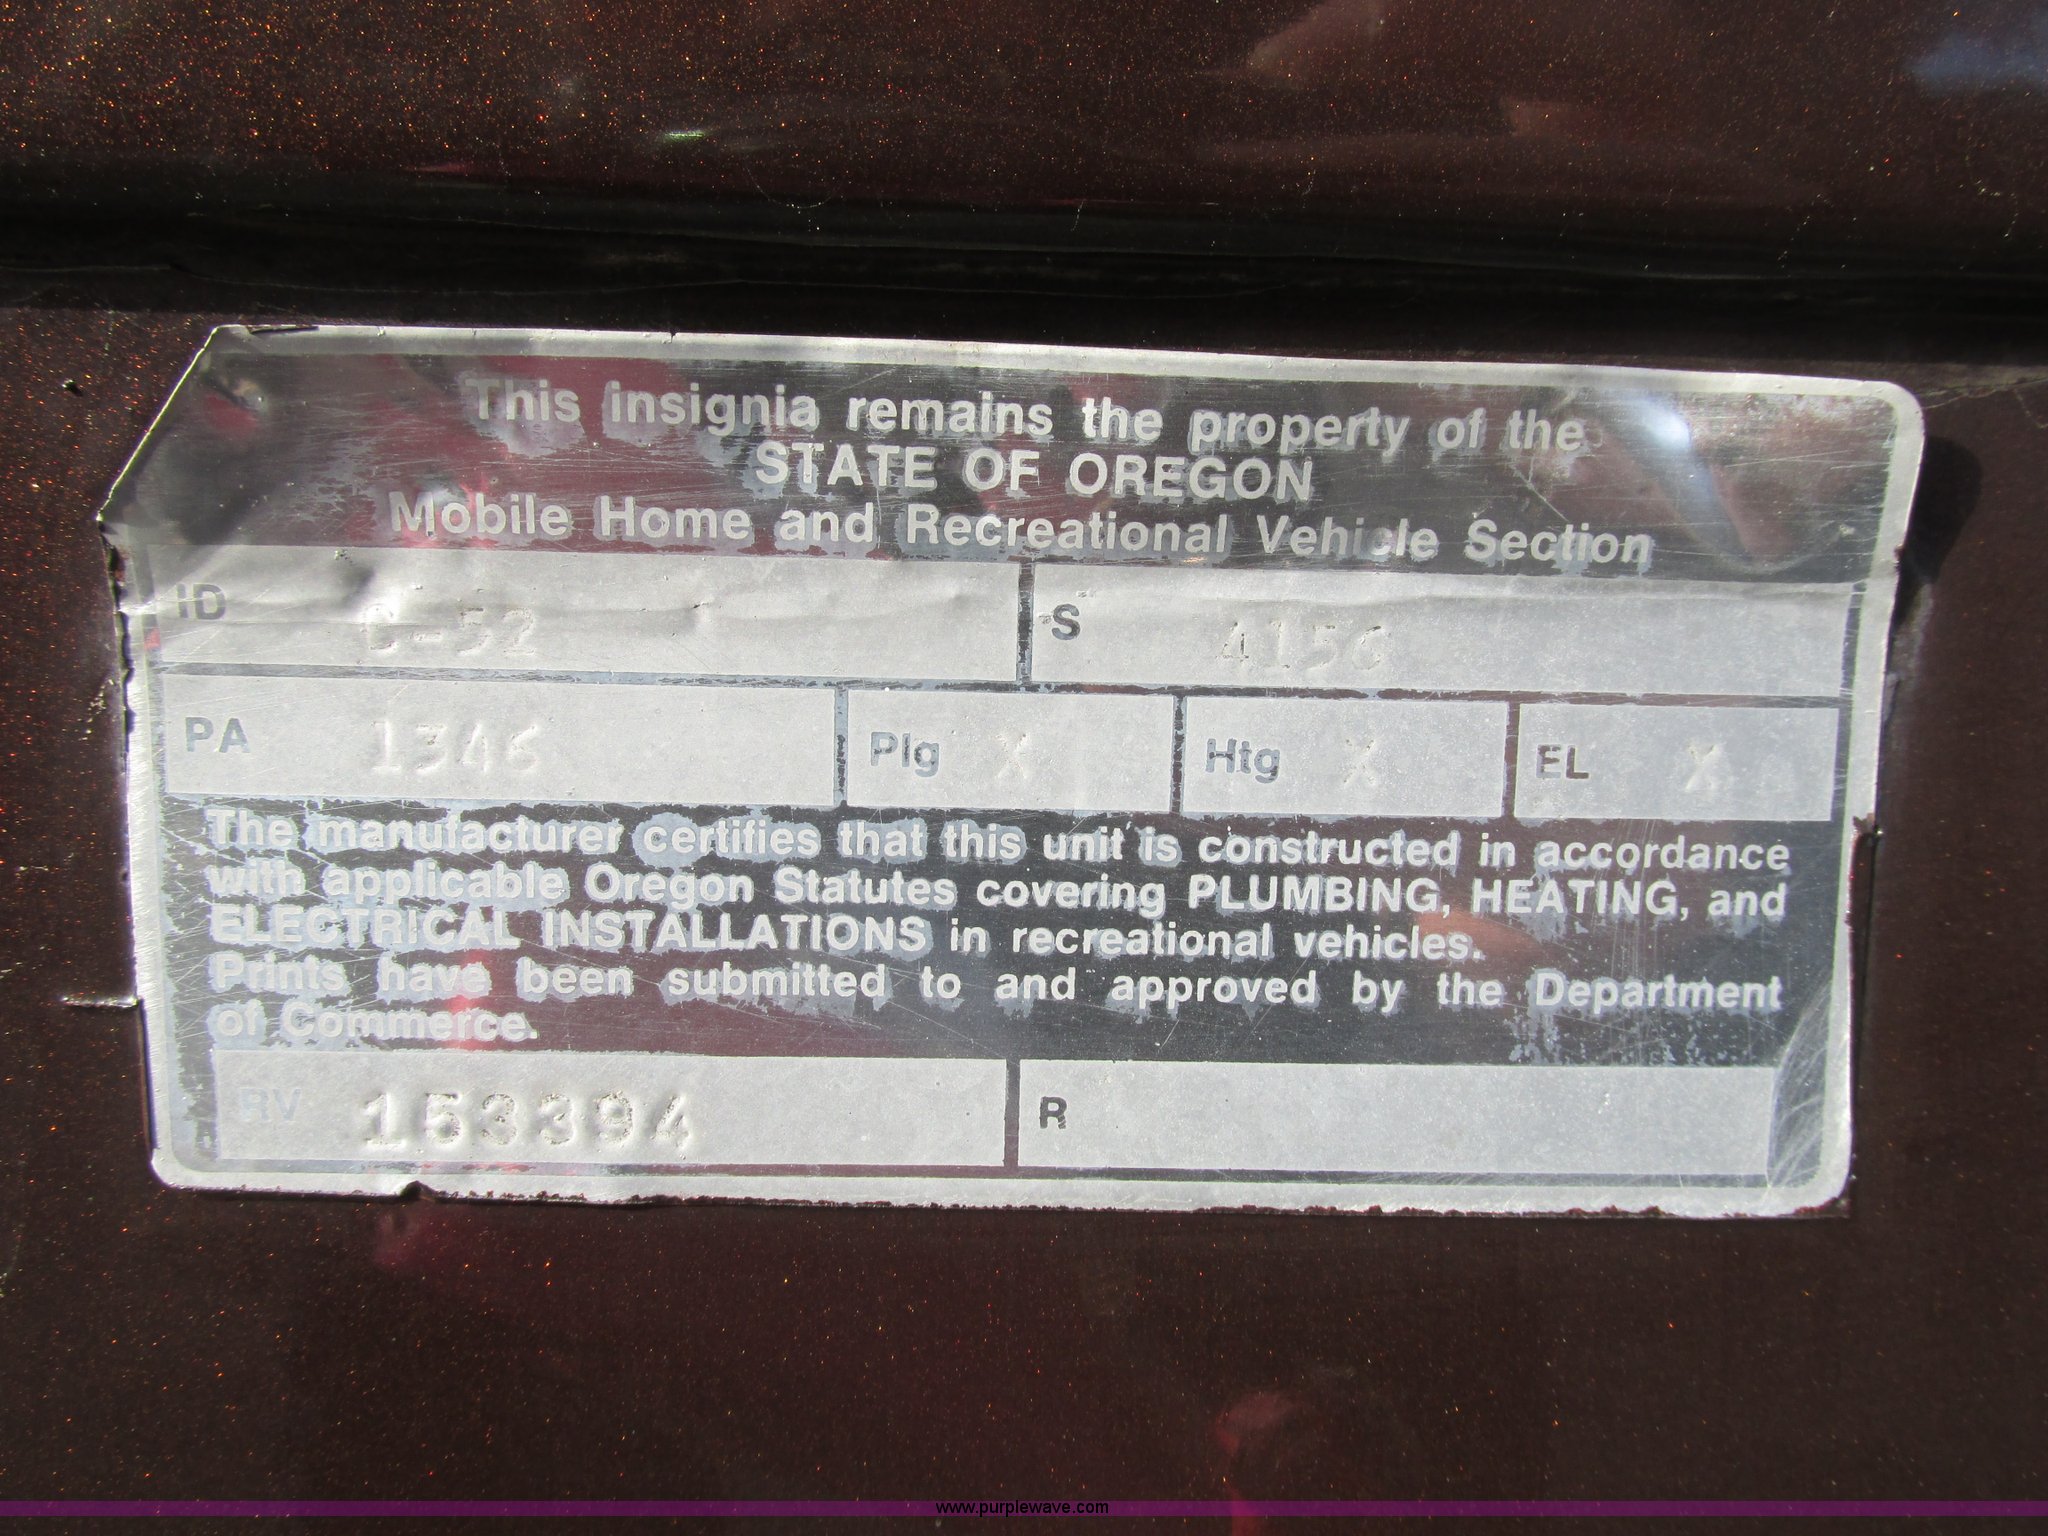 This insignia remains the property of the
STATE OF OREGON
Mobile Home and Recreational Vehicle Section
ID C-52 S 4156
PA 1346 Plg X Htg X EL X
The manufacturer certifies that this unit is constructed in accordance
with applicable Oregon Statutes covering PLUMBING, HEATING, and
ELECTRICAL INSTALLATIONS in recreational vehicles.
Prints have been submitted to and approved by the Department
of Commerce.
RV 153394 R
www.purplewave.com